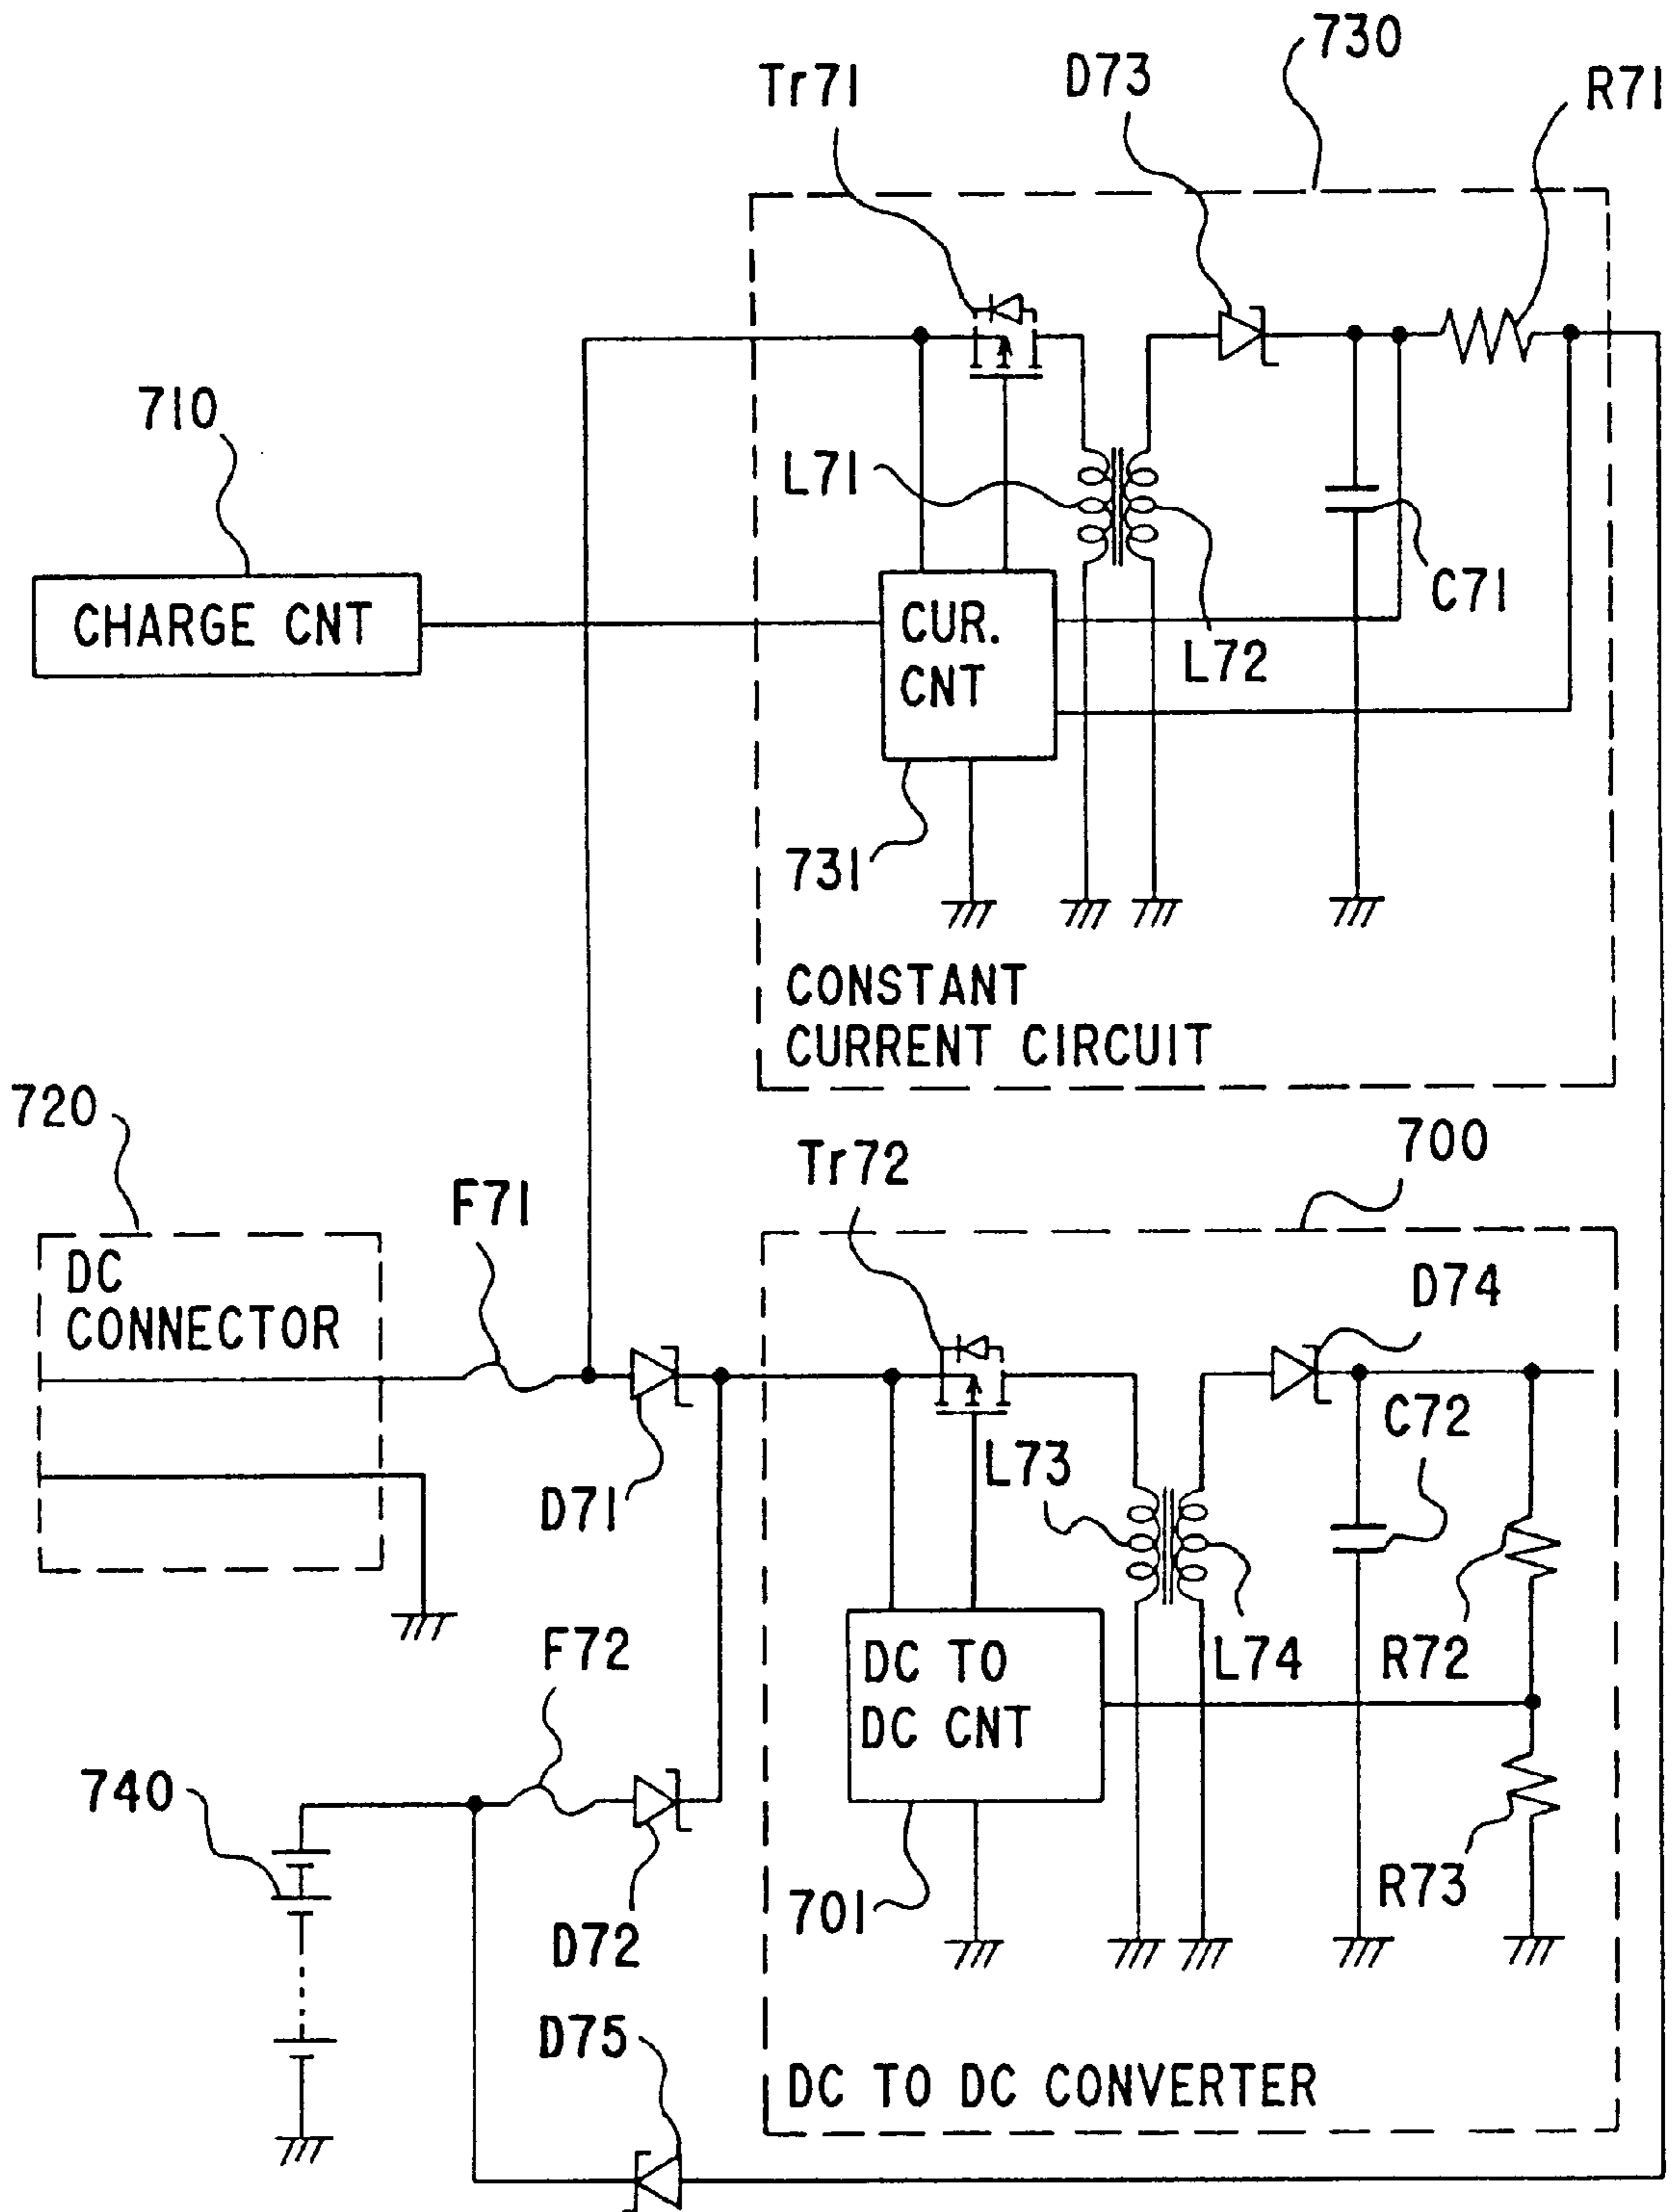 730
Tr71
D73
R71
710
L71
CHARGE CNT
CUR.
CNT
L72
C71
731
CONSTANT
CURRENT CIRCUIT
720
700
Tr72
F71
DC
CONNECTOR
D74
C72
L73
D71
F72
DC TO
DC CNT
L74
R72
740
R73
701
D72
D75
DC TO DC CONVERTER